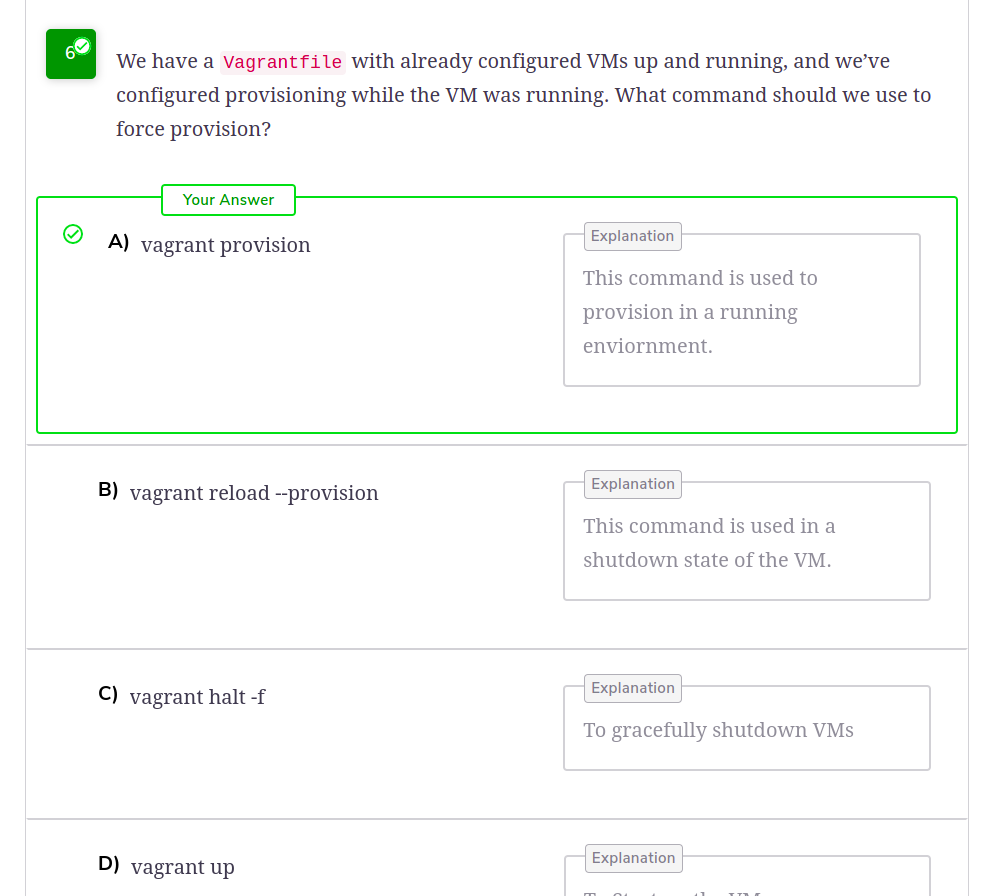 6
We have a Vagrantfile with already configured VMs up and running, and we’ve
configured provisioning while the VM was running. What command should we use to
force provision?
Your Answer
A) vagrant provision
Explanation
This command is used to
provision in a running
enviornment.
B) vagrant reload --provision
Explanation
This command is used in a
shutdown state of the VM.
C) vagrant halt -f
Explanation
To gracefully shutdown VMs
D) vagrant up
Explanation